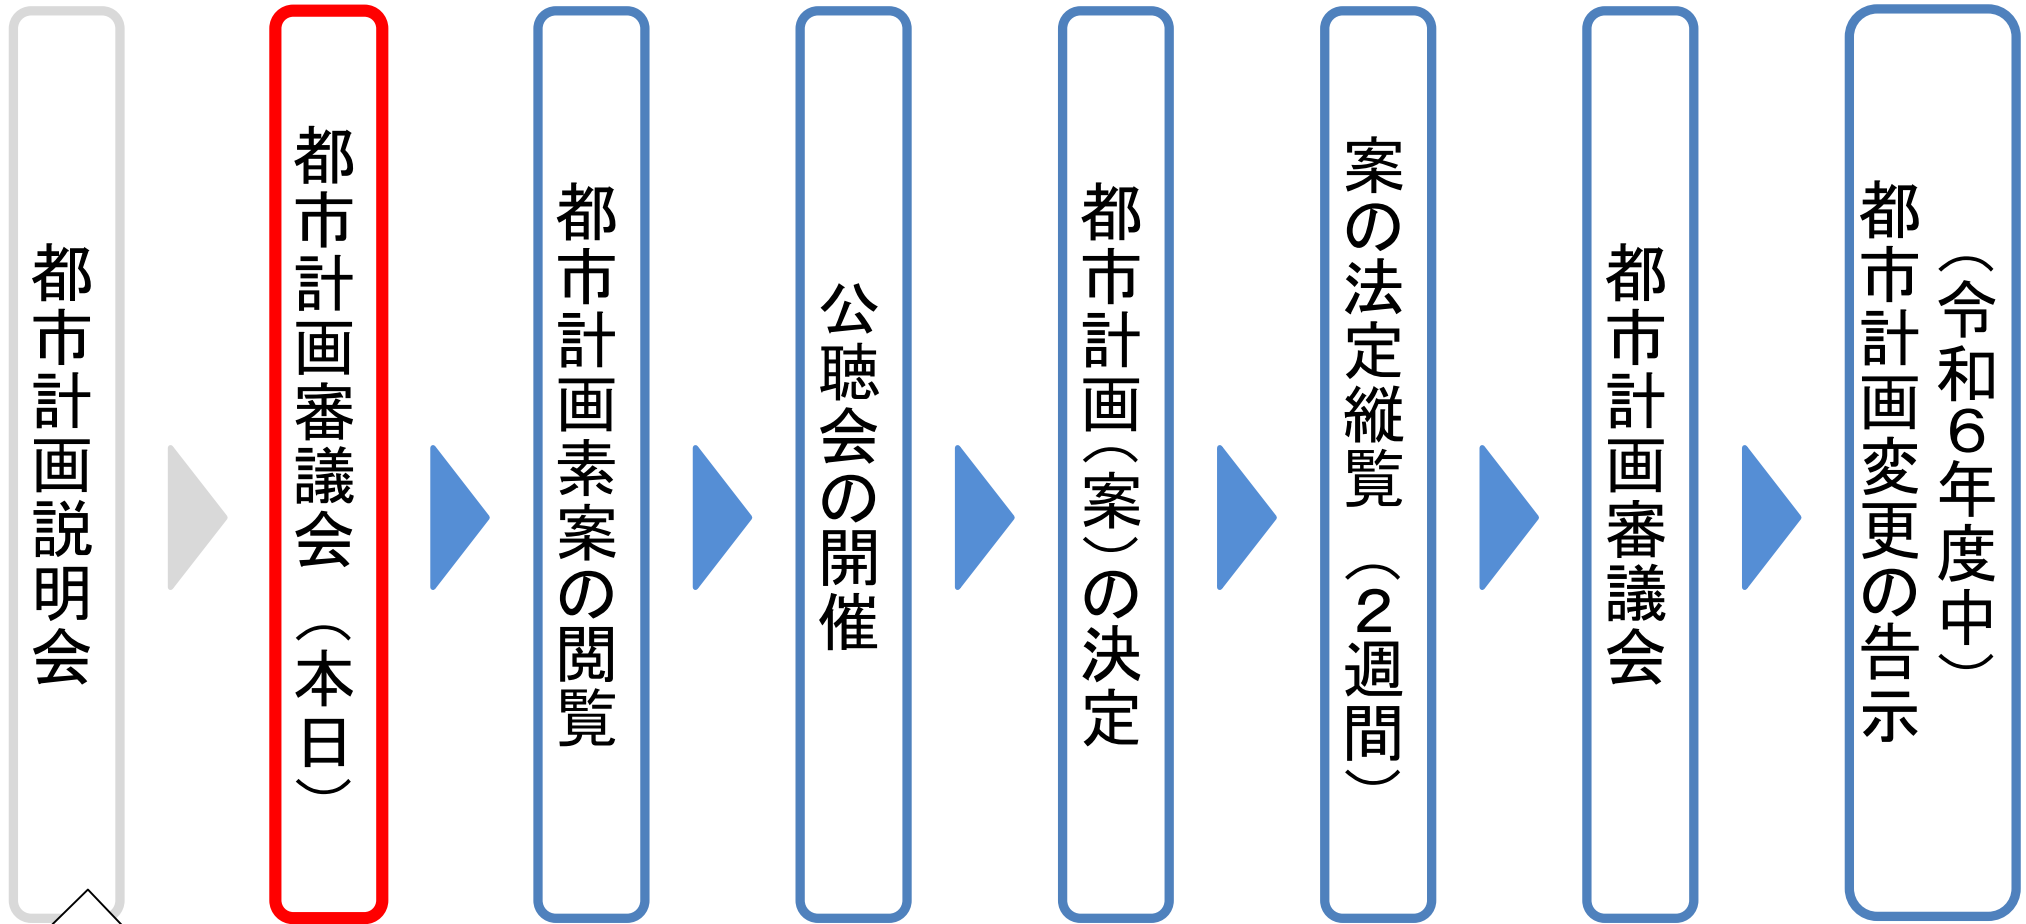 都市計画説明会
都市計画審議会　（本日）
都市計画素案の閲覧
公聴会の開催
都市計画（案）の決定
案の法定縦覧　（２週間）
都市計画審議会
都市計画変更の告示
（令和６年度中）